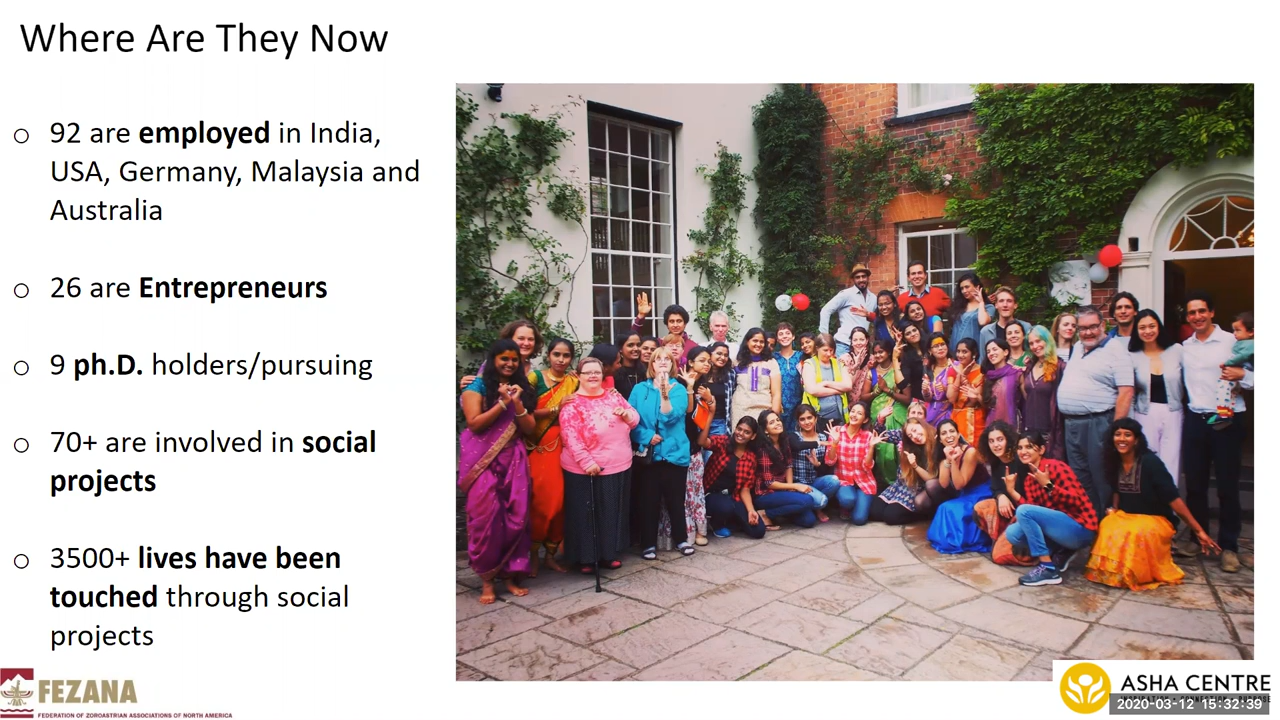 Where Are They Now
○ 92 are employed in India,
USA, Germany, Malaysia and
Australia
○ 26 are Entrepreneurs
○ 9 ph.D. holders/pursuing
○ 70+ are involved in social
projects
○ 3500+ lives have been
touched through social
projects
FEZANA
FEDERATION OF ZOROASTRIAN ASSOCIATIONS OF NORTH AMERICA
ASHA CENTRE
2020-03-12 15:32:39